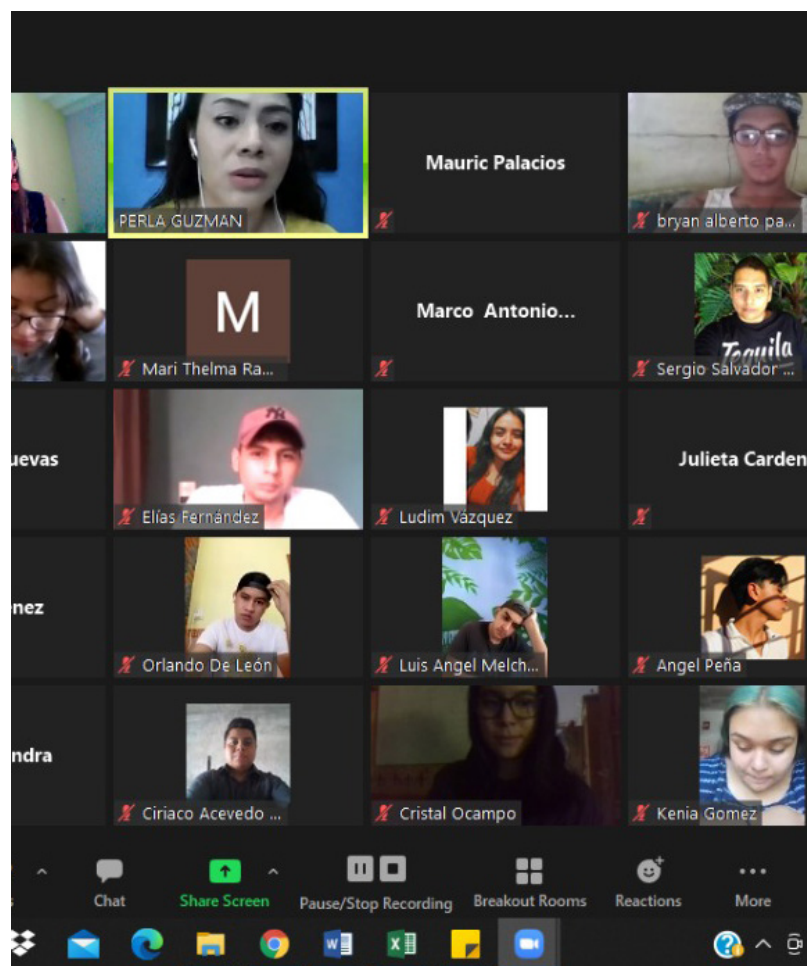 PERLA GUZMAN
Mauric Palacios
bryan alberto pa...
M
Mari Thelma Ra...
Marco Antonio...
Tequila
Sergio Salvador ...
uevas
Elías Fernández
Ludim Vázquez
Julieta Carden
nez
Orlando De León
Luis Angel Melch...
Angel Peña
ndra
Ciriaco Acevedo ...
Cristal Ocampo
Kenia Gomez
s
Chat
Share Screen
Pause/Stop Recording
Breakout Rooms
Reactions
More